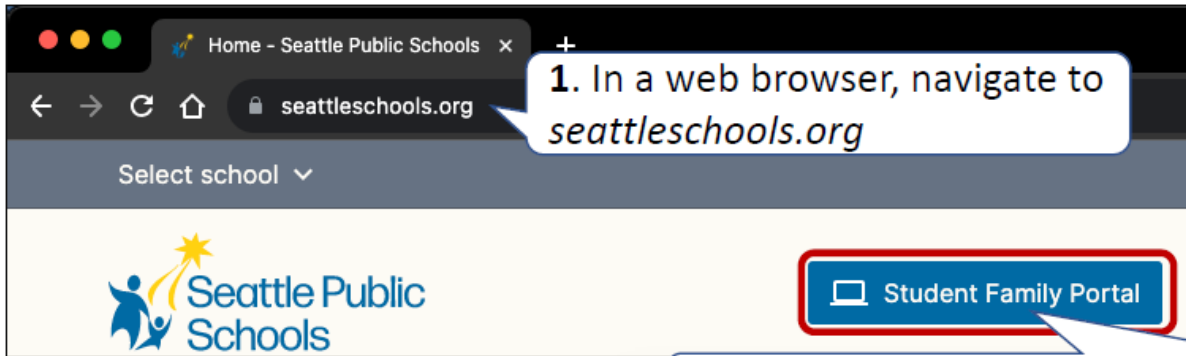 Home - Seattle Public Schools
1. In a web browser, navigate to
seattleschools.org
seattleschools.org
Select school
Seattle Public
Schools
Student Family Portal